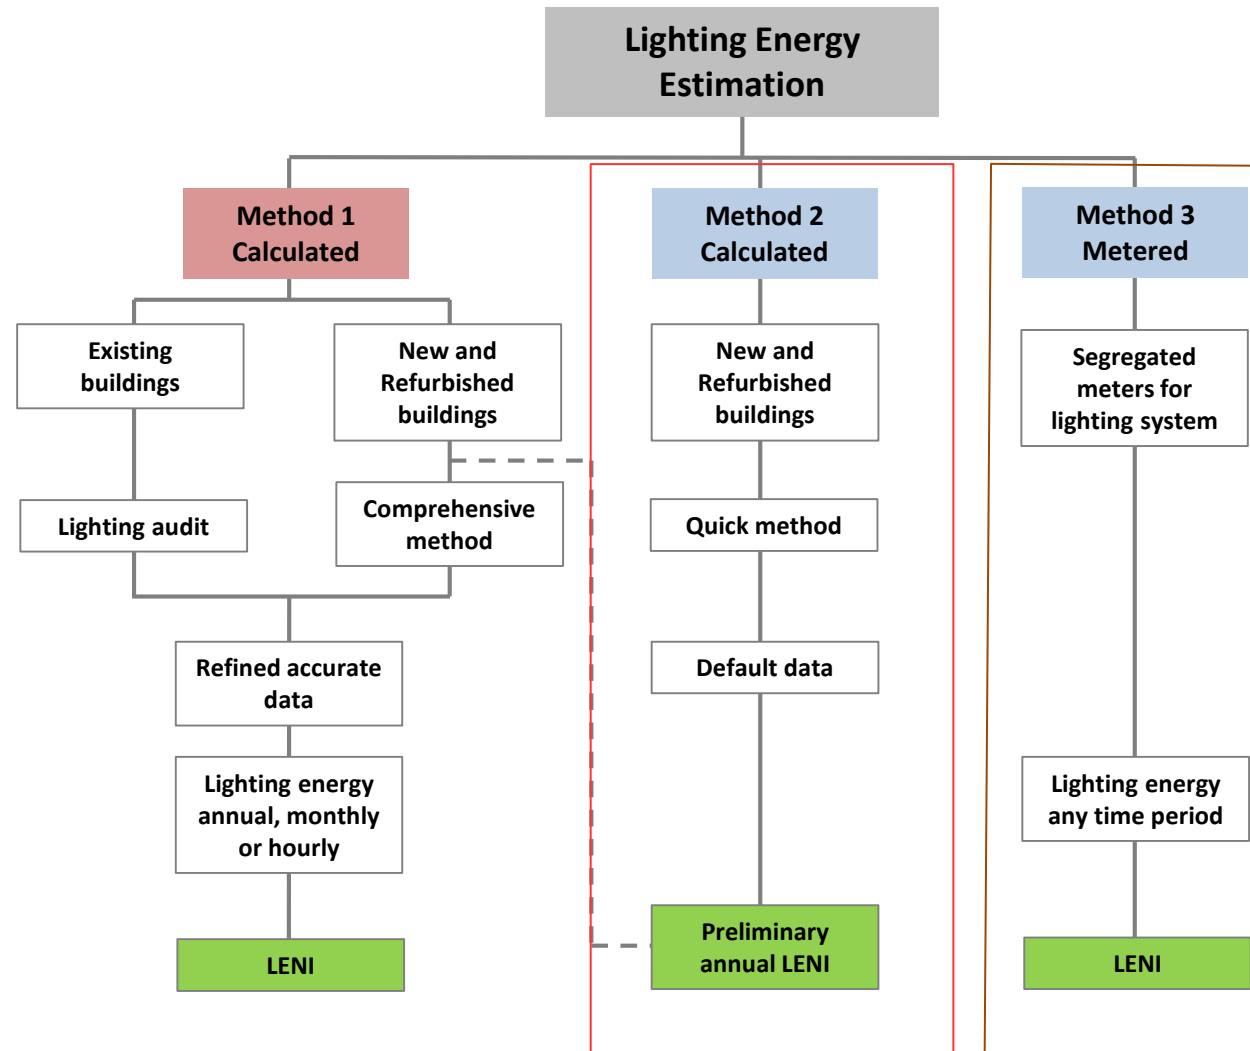 Lighting Energy
Estimation
Method 1
Calculated
Method 2
Calculated
Method 3
Metered
Existing
buildings
New and
Refurbished
buildings
New and
Refurbished
buildings
Segregated
meters for
lighting system
Lighting audit
Comprehensive
method
Quick method
Refined accurate
data
Default data
Lighting energy
annual, monthly
or hourly
Lighting energy
any time period
LENI
Preliminary
annual LENI
LENI